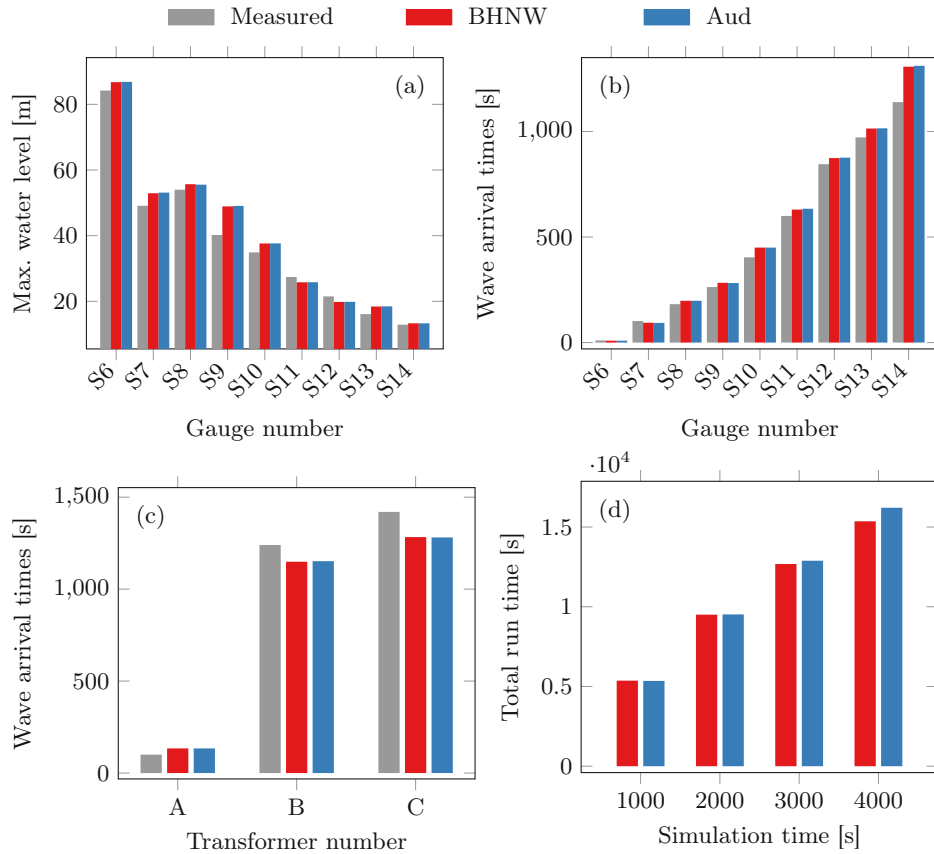 Measured BHNW Aud
(a)
Max. water level [m]
80
60
40
20
S6 S7 S8 S9 S10 S11 S12 S13 S14
Gauge number
(b)
Wave arrival times [s]
1,000
500
0
S6 S7 S8 S9 S10 S11 S12 S13 S14
Gauge number
(c)
Wave arrival times [s]
1,500
1,000
500
0
A B C
Transformer number
·10⁴
(d)
Total run time [s]
1.5
1
0.5
0
1000 2000 3000 4000
Simulation time [s]